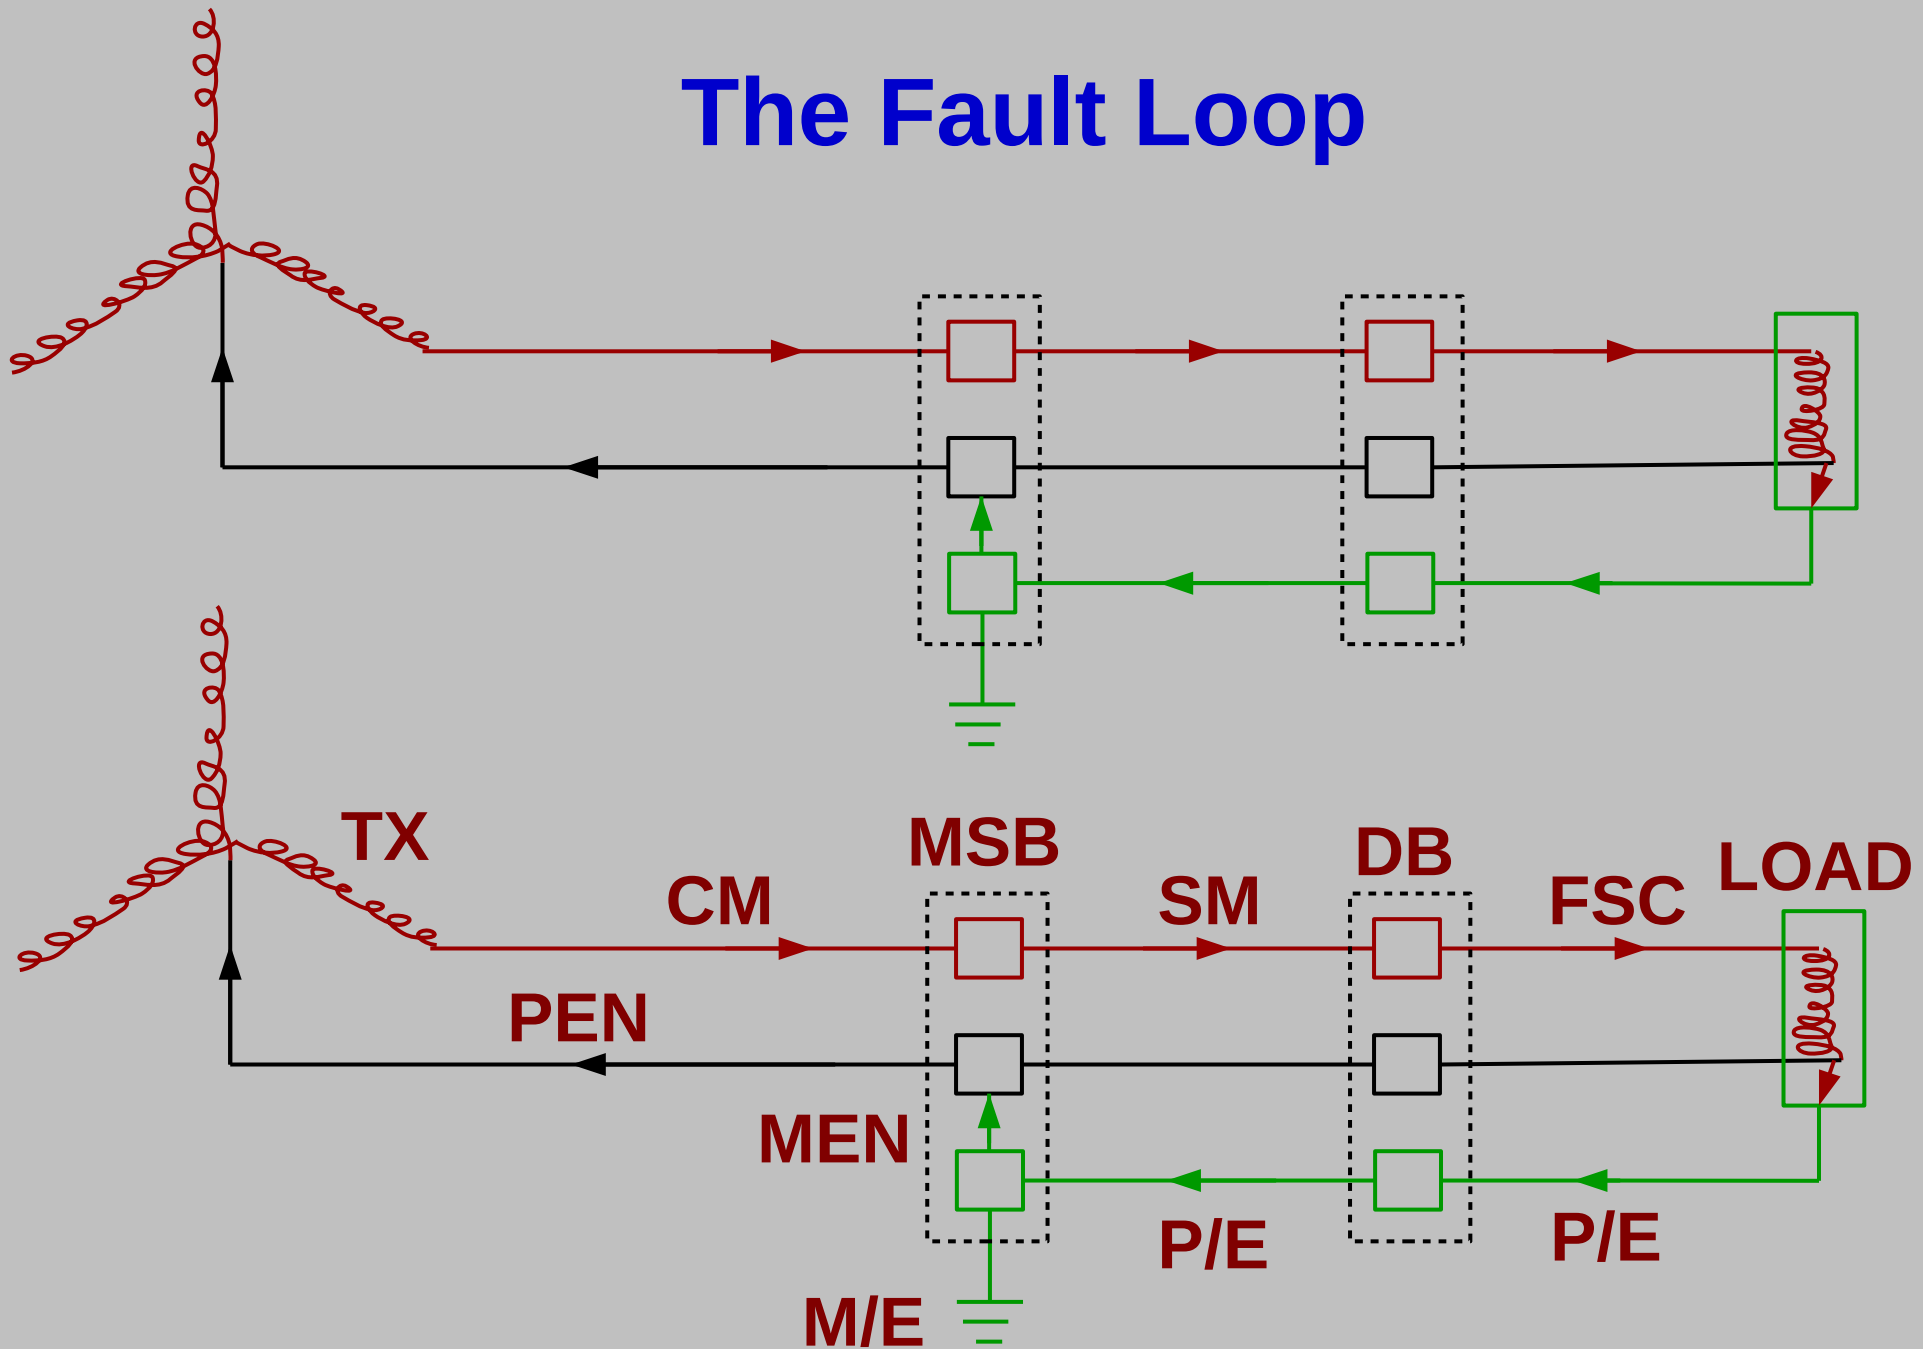 The Fault Loop
TX
MSB
DB
LOAD
CM
SM
FSC
PEN
MEN
P/E
P/E
M/E